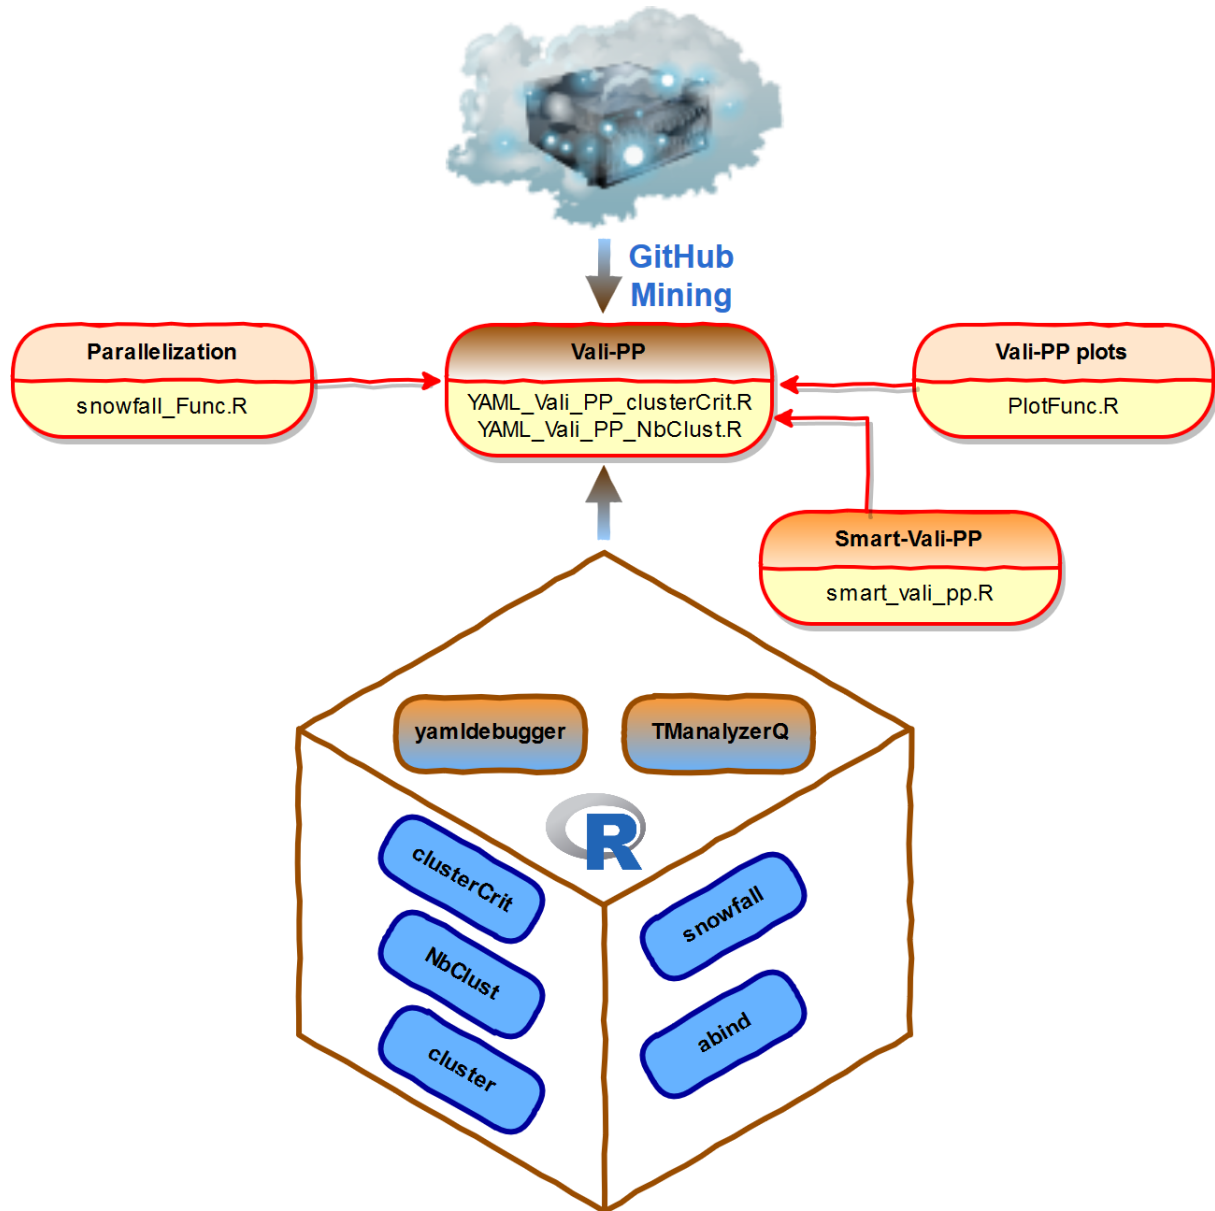 GitHub
Mining
Parallelization
snowfall_Func.R
Vali-PP
YAML_Vali_PP_clusterCrit.R
YAML_Vali_PP_NbClust.R
Vali-PP plots
PlotFunc.R
Smart-Vali-PP
smart_vali_pp.R
yamldebugger
TManalyzerQ
R
clusterCrit
NbClust
cluster
snowfall
abind